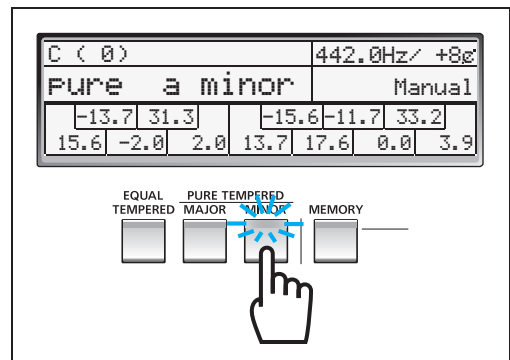 C ( 0) 442.0Hz/ +8¢
Pure a minor Manual
-13.7 31.3 -15.6 -11.7 33.2
15.6 -2.0 2.0 13.7 17.6 0.0 3.9
EQUAL TEMPERED
PURE TEMPERED
MAJOR MINOR
MEMORY